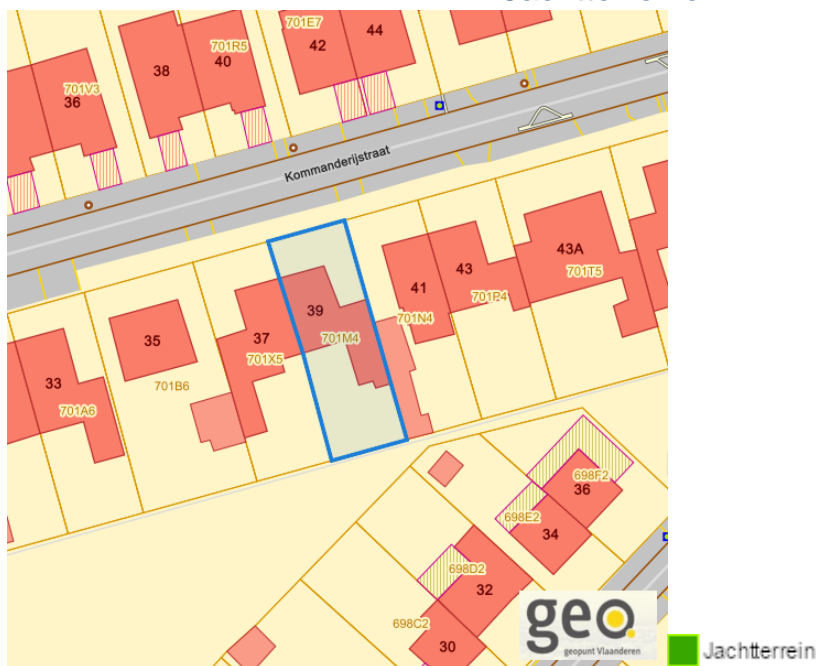 701E7
44
42
701R5
38
40
701V3
36
Kommanderijstraat
43A
701T5
43
41
701P4
701N4
39
37
701M4
35
701X5
701B6
33
701A6
698F2
36
698E2
34
698D2
32
698C2
30
geo
geopunt Vlaanderen
Jachtterrein